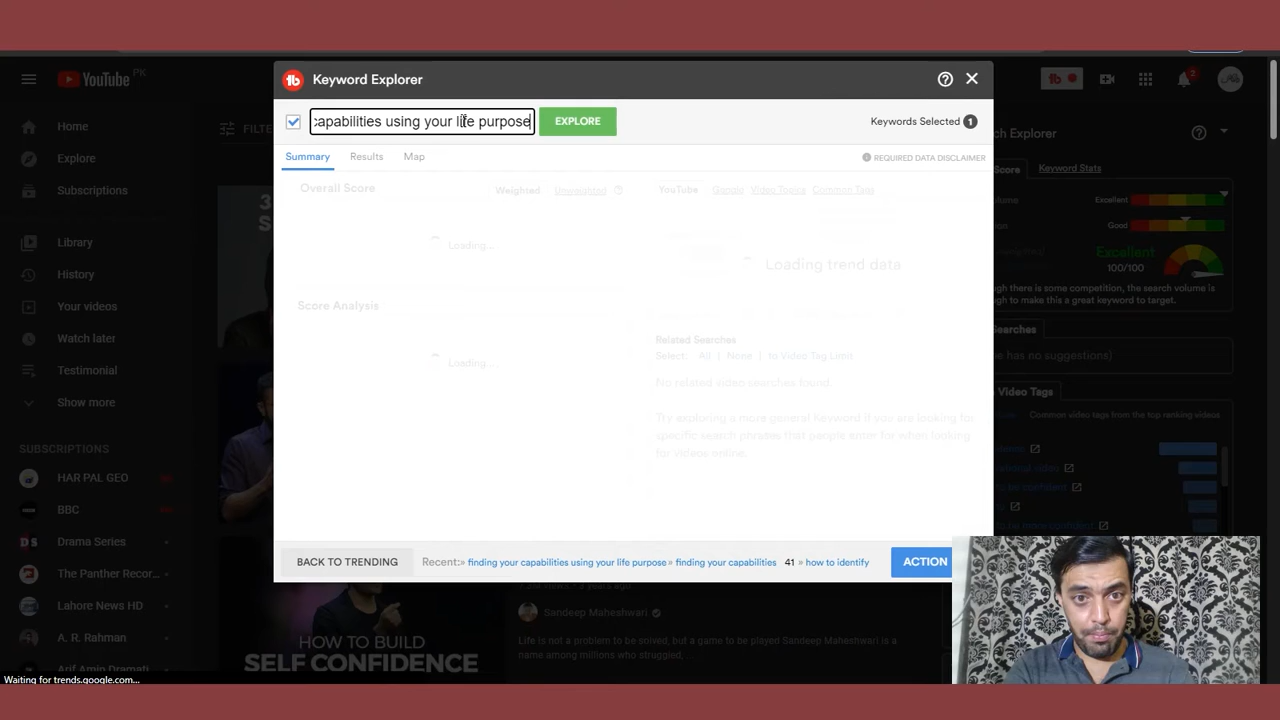 YouTube PK
2
Keyword Explorer
capabilities using your life purpose
EXPLORE
Keywords Selected 1
Summary
Results
Map
REQUIRED DATA DISCLAIMER
Overall Score
Weighted
Unweighted
YouTube
Google
Video Topics
Common Tags
Loading...
Loading trend data
Score Analysis
Loading...
Related Searches
Select: All | None | to Video Tag Limit
No related video searches found.
Try exploring a more general Keyword if you are looking for
specific search phrases that people enter for when looking
for videos online.
BACK TO TRENDING
Recent:» finding your capabilities using your life purpose » finding your capabilities 41 » how to identify
ACTION
Home
Explore
Subscriptions
Library
History
Your videos
Watch later
Testimonial
Show more
SUBSCRIPTIONS
HAR PAL GEO
BBC
Drama Series
The Panther Recor...
Lahore News HD
A. R. Rahman
Arif Amin Dramati
FILTE
3
S
HOW TO BUILD
SELF CONFIDENCE
Sandeep Maheshwari
Life is not a problem to be solved, but a game to be played Sandeep Maheshwari is a
name among millions who struggled, ...
Explorer
Score
Keyword Stats
Excellent
Good
Excellent
100/100
there is some competition, the search volume is
to make this a great keyword to target.
earches
has no suggestions)
Video Tags
Common video tags from the top ranking videos
Waiting for trends.google.com...